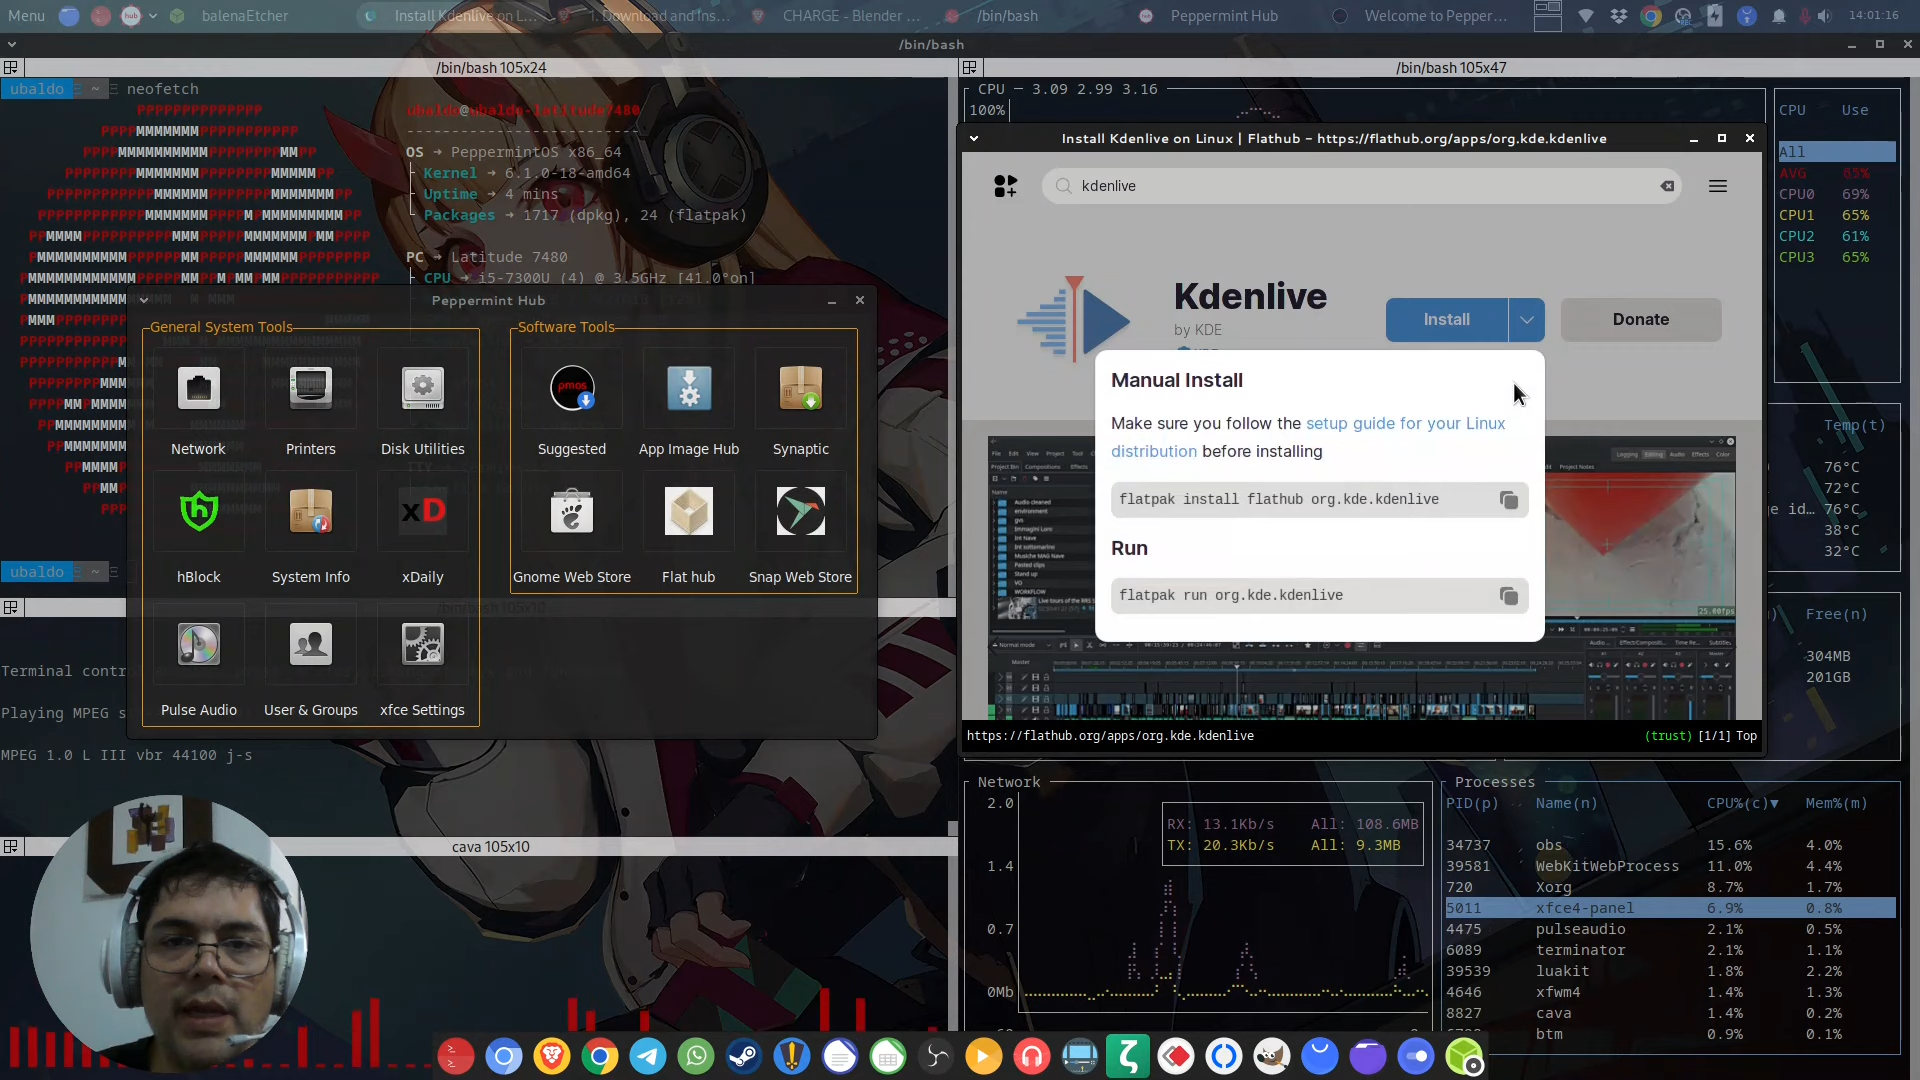 Menu
balenaEtcher
Install Kdenlive on L...
1. Download and Ins...
CHARGE - Blender ...
/bin/bash
Peppermint Hub
Welcome to Pepper...
14:01:16
/bin/bash
/bin/bash 105x24
ubaldo ~ neofetch
OS → PeppermintOS x86_64
Kernel → 6.1.0-18-amd64
Uptime → 4 mins
Packages → 1717 (dpkg), 24 (flatpak)
PC → Latitude 7480
CPU → i5-7300U (4) @ 3.5GHz [41.0°on]
ubaldo ~
Peppermint Hub
General System Tools
Network
Printers
Disk Utilities
hBlock
System Info
xDaily
Pulse Audio
User & Groups
xfce Settings
Software Tools
pmos
Suggested
App Image Hub
Synaptic
Gnome Web Store
Flat hub
Snap Web Store
Terminal contro
Playing MPEG s
MPEG 1.0 L III vbr 44100 j-s
cava 105x10
/bin/bash 105x47
CPU — 3.09 2.99 3.16
100%
CPU Use
All
AVG 65%
CPU0 69%
CPU1 65%
CPU2 61%
CPU3 65%
Install Kdenlive on Linux | Flathub - https://flathub.org/apps/org.kde.kdenlive
kdenlive
Kdenlive
by KDE
Install
Donate
Manual Install
Make sure you follow the setup guide for your Linux
distribution before installing
flatpak install flathub org.kde.kdenlive
Run
flatpak run org.kde.kdenlive
https://flathub.org/apps/org.kde.kdenlive
(trust) [1/1] Top
Temp(t)
76°C
72°C
76°C
38°C
32°C
Free(n)
304MB
201GB
Network
2.0
1.4
0.7
0Mb
RX: 13.1Kb/s All: 108.6MB
TX: 20.3Kb/s All: 9.3MB
Processes
PID(p) Name(n) CPU%(c)▼ Mem%(m)
34737 obs 15.6% 4.0%
39581 WebKitWebProcess 11.0% 4.4%
720 Xorg 8.7% 1.7%
5011 xfce4-panel 6.9% 0.8%
4475 pulseaudio 2.1% 0.5%
6089 terminator 2.1% 1.1%
39539 luakit 1.8% 2.2%
4646 xfwm4 1.4% 1.3%
8827 cava 1.4% 0.2%
btm 0.9% 0.1%